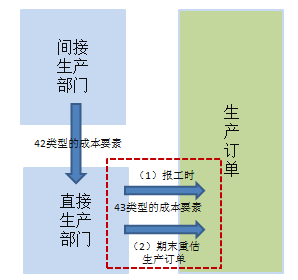 间接
生产
部门
42类型的成本要素
直接
生产
部门
（1）报工时
43类型的成本要素
（2）期末重估
生产订单
生
产
订
单